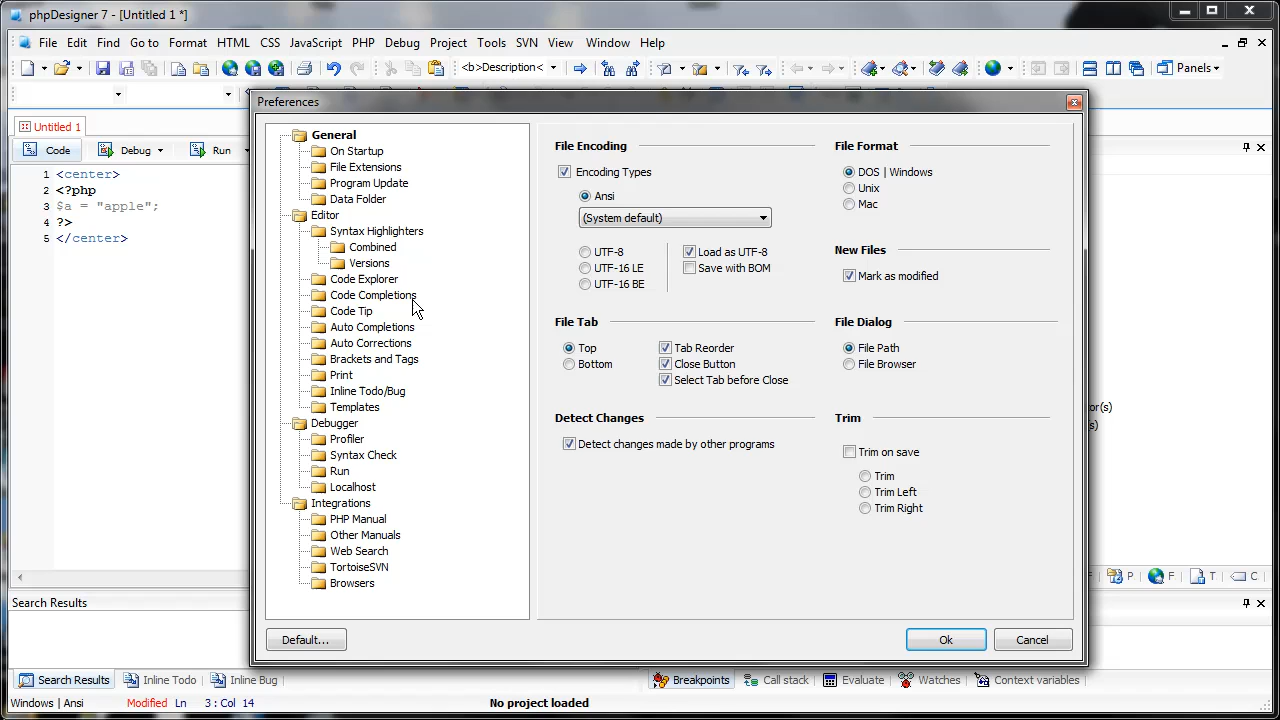 phpDesigner 7 - [Untitled 1 *]
File Edit Find Go to Format HTML CSS JavaScript PHP Debug Project Tools SVN View Window Help
<b>Description</b>
Panels
Preferences
Untitled 1
Code Debug Run
1 <center>
2 <?php
3 $a = "apple";
4 ?>
5 </center>
General
On Startup
File Extensions
Program Update
Data Folder
Editor
Syntax Highlighters
Combined
Versions
Code Explorer
Code Completions
Code Tip
Auto Completions
Auto Corrections
Brackets and Tags
Print
Inline Todo/Bug
Templates
Debugger
Profiler
Syntax Check
Run
Localhost
Integrations
PHP Manual
Other Manuals
Web Search
TortoiseSVN
Browsers
File Encoding
Encoding Types
Ansi
(System default)
UTF-8 Load as UTF-8
UTF-16 LE Save with BOM
UTF-16 BE
File Tab
Top Tab Reorder
Bottom Close Button
Select Tab before Close
Detect Changes
Detect changes made by other programs
File Format
DOS | Windows
Unix
Mac
New Files
Mark as modified
File Dialog
File Path
File Browser
Trim
Trim on save
Trim
Trim Left
Trim Right
Default... Ok Cancel
P F T C
Search Results
Search Results Inline Todo Inline Bug
Breakpoints Call stack Evaluate Watches Context variables
Windows | Ansi Modified Ln 3 : Col 14 No project loaded